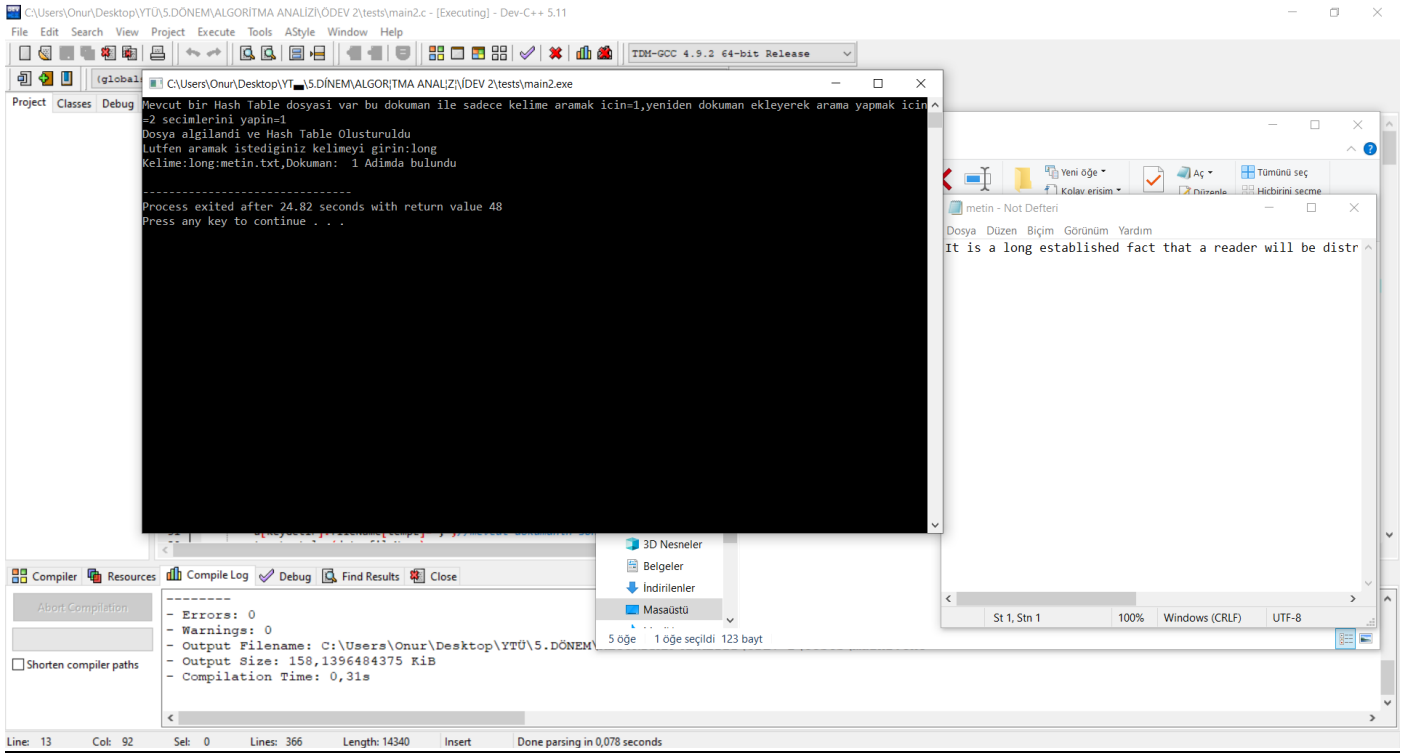 C:\Users\Onur\Desktop\YTÜ\5.DÖNEM\ALGORİTMA ANALİZİ\ÖDEV 2\tests\main2.c - [Executing] - Dev-C++ 5.11
File Edit Search View Project Execute Tools AStyle Window Help
TDM-GCC 4.9.2 64-bit Release
(global
C:\Users\Onur\Desktop\YT▬\5.DÍNEM\ALGOR¦TMA ANAL¦Z¦\ÍDEV 2\tests\main2.exe
Project Classes Debug
Mevcut bir Hash Table dosyasi var bu dokuman ile sadece kelime aramak icin=1,yeniden dokuman ekleyerek arama yapmak icin
=2 secimlerini yapin=1
Dosya algilandi ve Hash Table Olusturuldu
Lutfen aramak istediginiz kelimeyi girin:long
Kelime:long:metin.txt,Dokuman:  1 Adimda bulundu
--------------------------------
Process exited after 24.82 seconds with return value 48
Press any key to continue . . .
Yeni öğe
Aç
Tümünü seç
Kolay erişim
Düzenle
Hiçbirini seçme
metin - Not Defteri
Dosya Düzen Biçim Görünüm Yardım
It is a long established fact that a reader will be distr
St 1, Stn 1 100% Windows (CRLF) UTF-8
3D Nesneler
Belgeler
İndirilenler
Masaüstü
5 öğe 1 öğe seçildi 123 bayt
Compiler Resources Compile Log Debug Find Results Close
Abort Compilation
Shorten compiler paths
--------
- Errors: 0
- Warnings: 0
- Output Filename: C:\Users\Onur\Desktop\YTÜ\5.DÖNEM\
- Output Size: 158,1396484375 KiB
- Compilation Time: 0,31s
Line: 13 Col: 92 Sel: 0 Lines: 366 Length: 14340 Insert Done parsing in 0,078 seconds